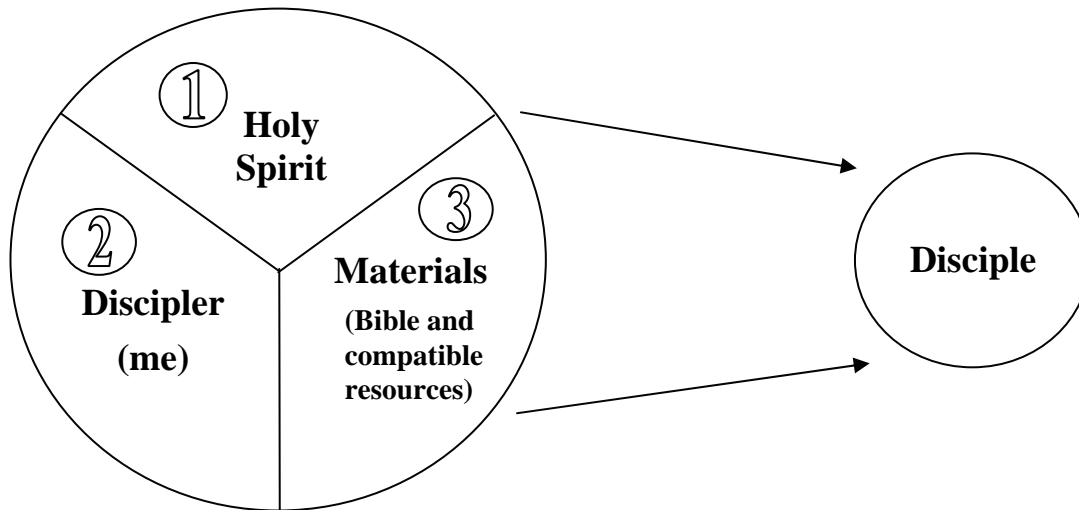 1
Holy
Spirit
2
Discipler
(me)
3
Materials
(Bible and
compatible
resources)
Disciple